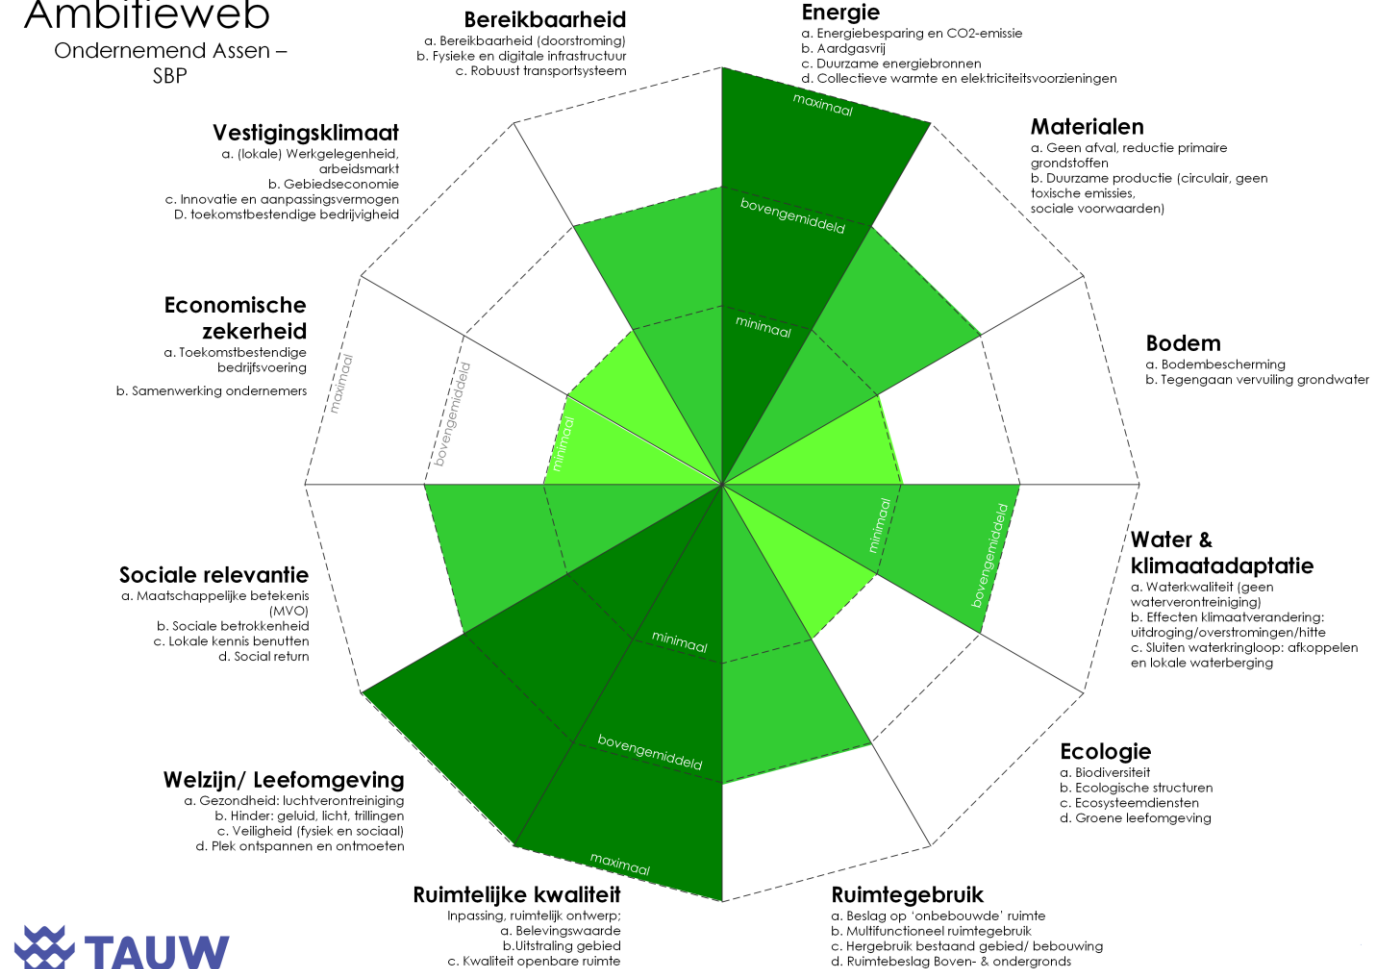 Ambitieweb
Ondernemend Assen –
SBP
Bereikbaarheid
a. Bereikbaarheid (doorstroming)
b. Fysieke en digitale infrastructuur
c. Robuust transportsysteem
Energie
a. Energiebesparing en CO2-emissie
b. Aardgasvrij
c. Duurzame energiebronnen
d. Collectieve warmte en elektriciteitsvoorzieningen
Materialen
a. Geen afval, reductie primaire
grondstoffen
b. Duurzame productie (circulair, geen
toxische emissies,
sociale voorwaarden)
Bodem
a. Bodembescherming
b. Tegengaan vervuiling grondwater
Water &
klimaatadaptatie
a. Waterkwaliteit (geen
waterverontreiniging)
b. Effecten klimaatverandering:
uitdroging/overstromingen/hitte
c. Sluiten waterkringloop: afkoppelen
en lokale waterberging
Ecologie
a. Biodiversiteit
b. Ecologische structuren
c. Ecosysteemdiensten
d. Groene leefomgeving
Ruimtegebruik
a. Beslag op ‘onbebouwde’ ruimte
b. Multifunctioneel ruimtegebruik
c. Hergebruik bestaand gebied/ bebouwing
d. Ruimtebeslag Boven- & ondergronds
Ruimtelijke kwaliteit
Inpassing, ruimtelijk ontwerp;
a. Belevingswaarde
b.Uitstraling gebied
c. Kwaliteit openbare ruimte
Welzijn/ Leefomgeving
a. Gezondheid: luchtverontreiniging
b. Hinder: geluid, licht, trillingen
c. Veiligheid (fysiek en sociaal)
d. Plek ontspannen en ontmoeten
Sociale relevantie
a. Maatschappelijke betekenis
(MVO)
b. Sociale betrokkenheid
c. Lokale kennis benutten
d. Social return
Economische
zekerheid
a. Toekomstbestendige
bedrijfsvoering
b. Samenwerking ondernemers
Vestigingsklimaat
a. (lokale) Werkgelegenheid,
arbeidsmarkt
b. Gebiedseconomie
c. Innovatie en aanpassingsvermogen
D. toekomstbestendige bedrijvigheid
maximaal
bovengemiddeld
minimaal
minimaal
bovengemiddeld
minimaal
bovengemiddeld
maximaal
maximaal
bovengemiddeld
minimaal
TAUW